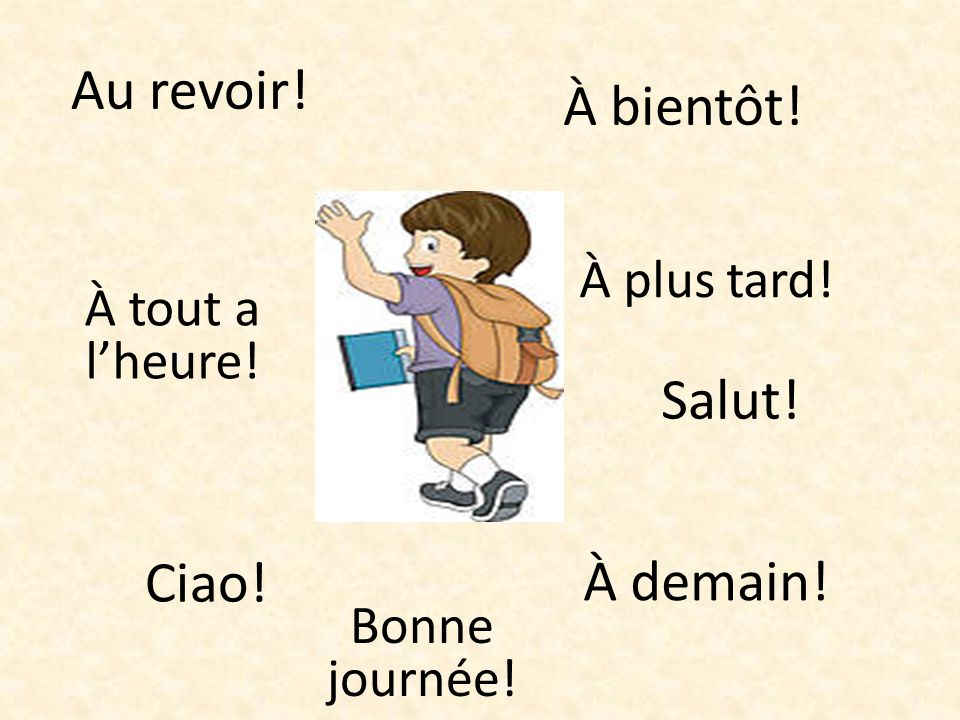 Au revoir!
À bientôt!
À plus tard!
À tout a
l’heure!
Salut!
Ciao!
À demain!
Bonne
journée!